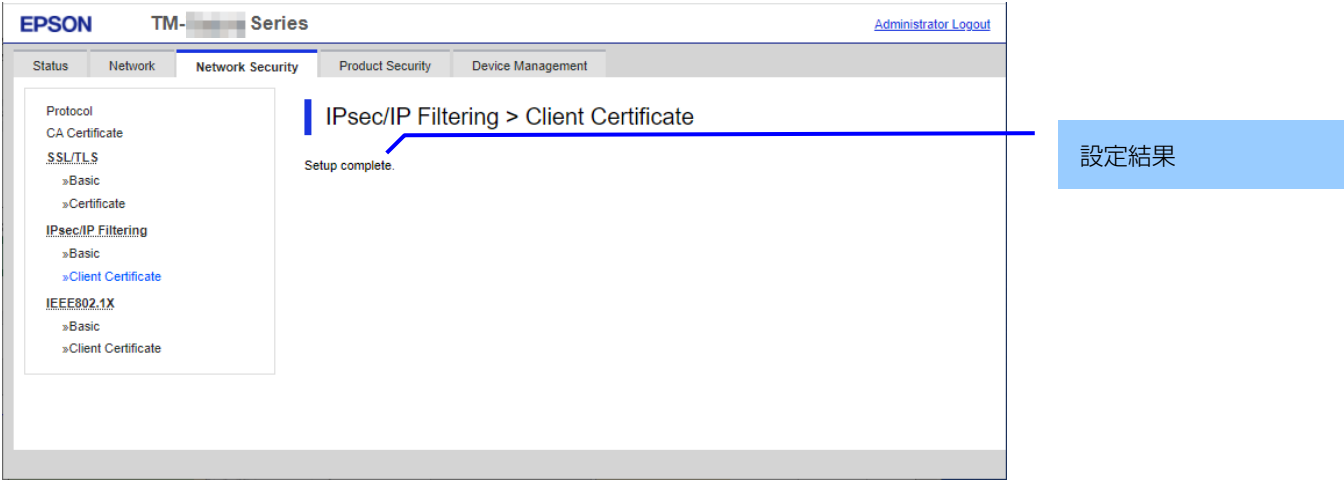 EPSON TM- Series
Administrator Logout
Status Network Network Security Product Security Device Management
Protocol
CA Certificate
SSL/TLS
»Basic
»Certificate
IPsec/IP Filtering
»Basic
»Client Certificate
IEEE802.1X
»Basic
»Client Certificate
IPsec/IP Filtering > Client Certificate
Setup complete.
設定結果